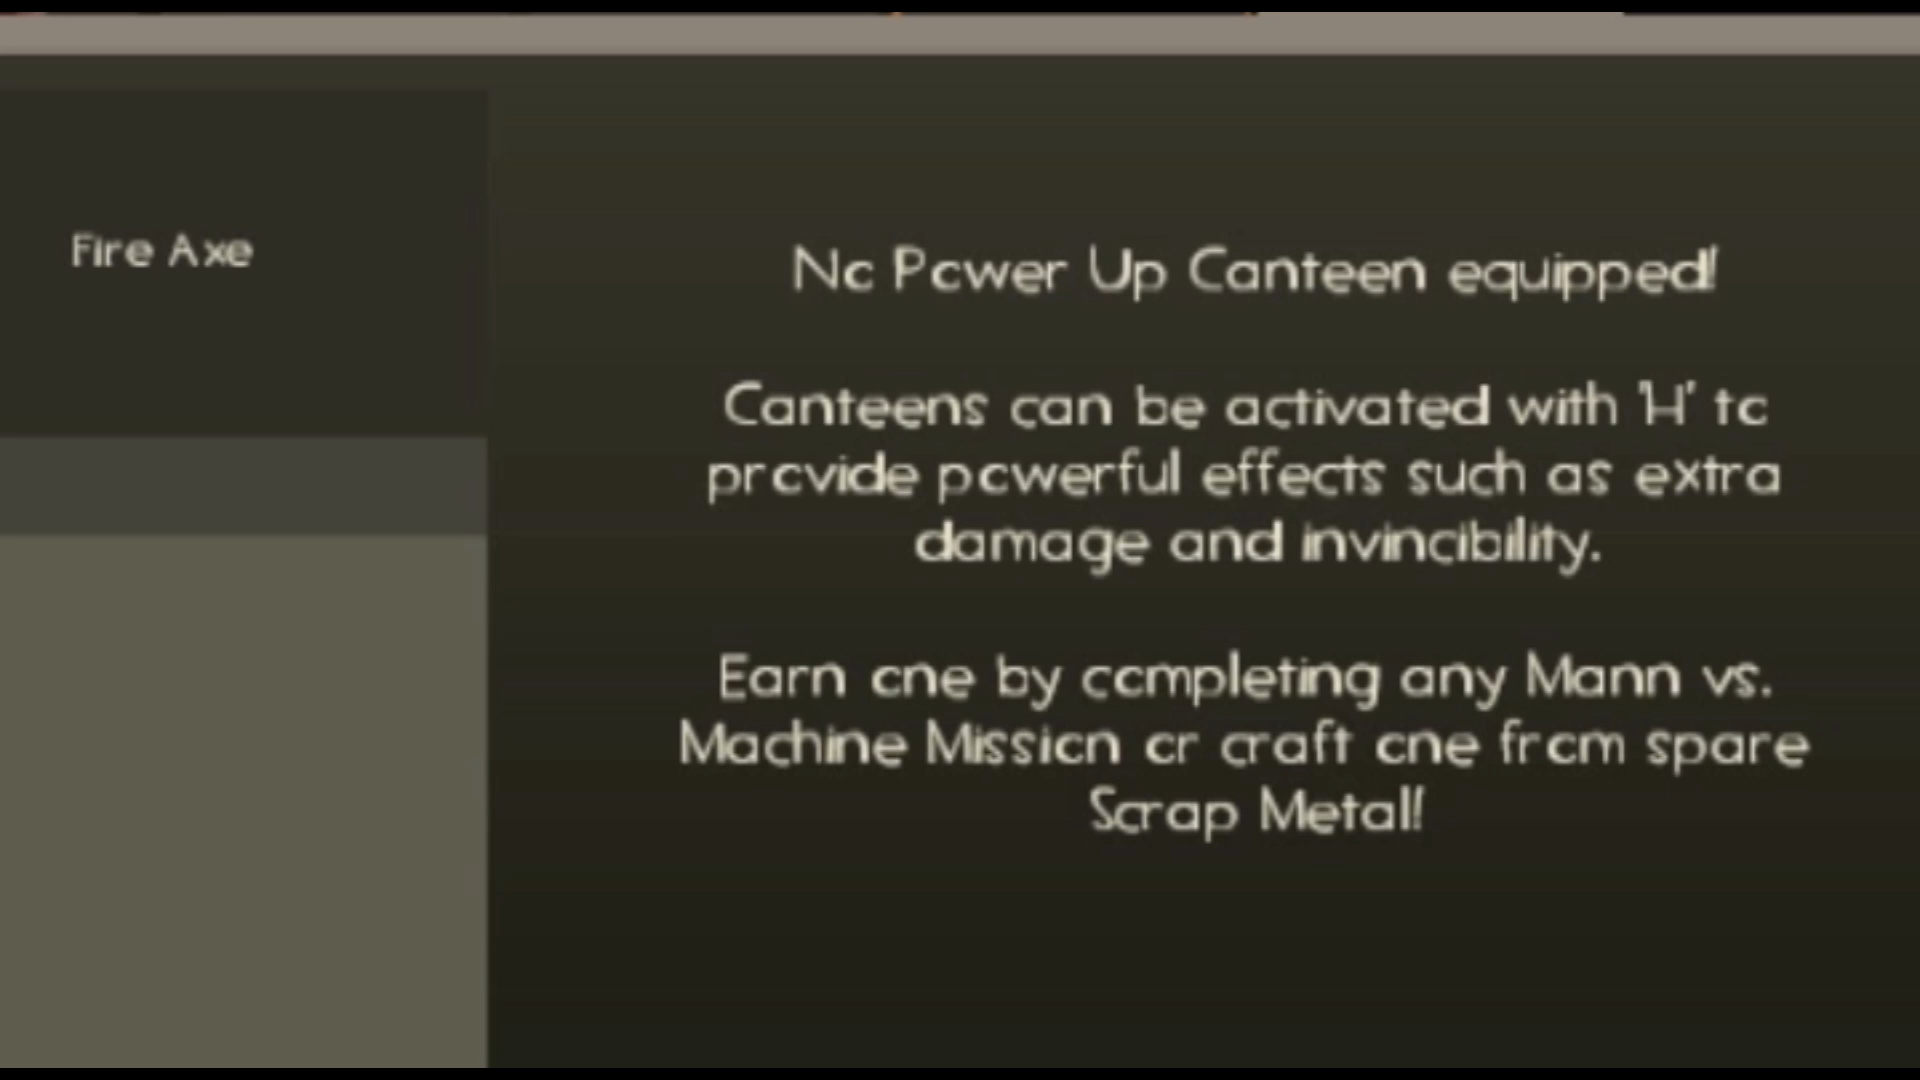 Fire Axe
No Power Up Canteen equipped!
Canteens can be activated with 'H' to
provide powerful effects such as extra
damage and invincibility.
Earn one by completing any Mann vs.
Machine Mission or craft one from spare
Scrap Metal!